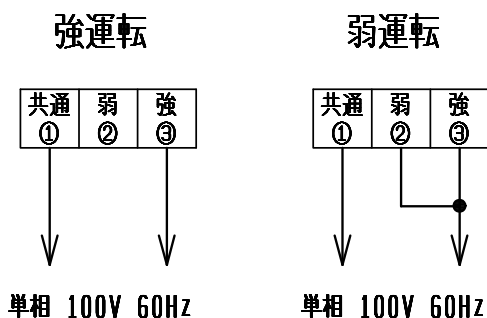 強運転
共通 弱 強
① ② ③
単相 100V 60Hz
弱運転
共通 弱 強
① ② ③
単相 100V 60Hz